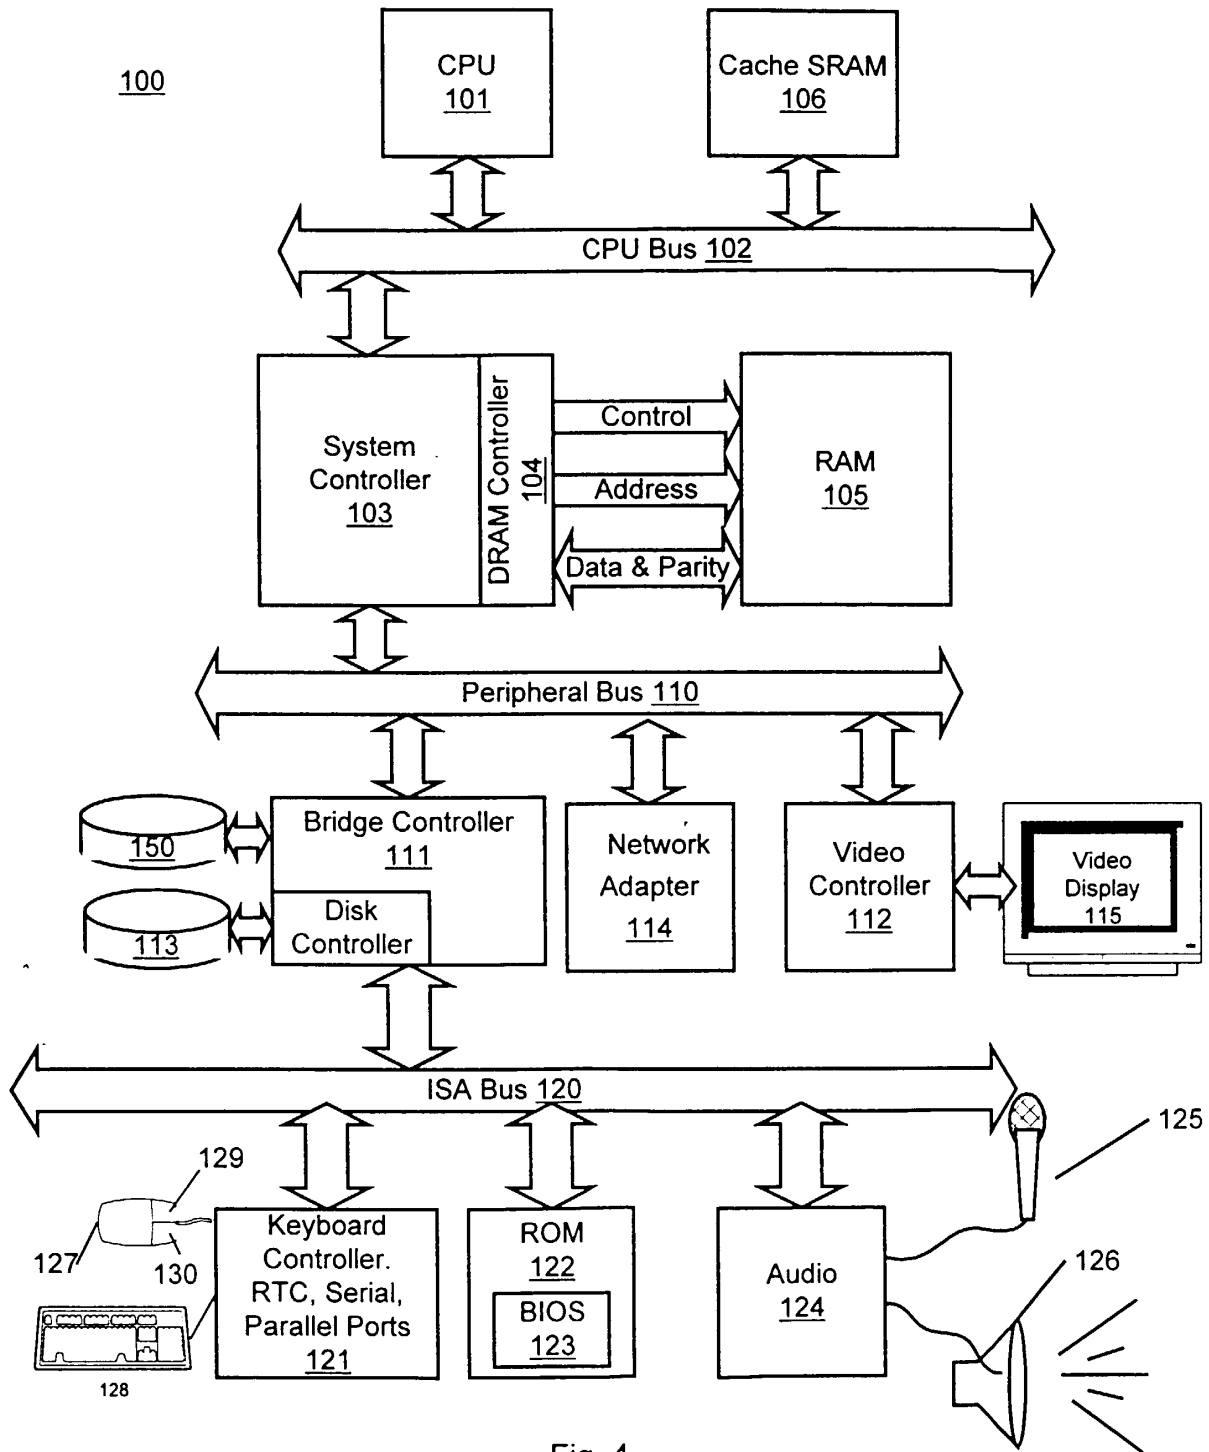 100
CPU
101
Cache SRAM
106
CPU Bus 102
System
Controller
103
DRAM Controller
104
Control
Address
Data & Parity
RAM
105
Peripheral Bus 110
150
113
Bridge Controller
111
Disk
Controller
Network
Adapter
114
Video
Controller
112
Video
Display
115
ISA Bus 120
125
129
127
130
128
Keyboard
Controller.
RTC, Serial,
Parallel Ports
121
ROM
122
BIOS
123
Audio
124
126